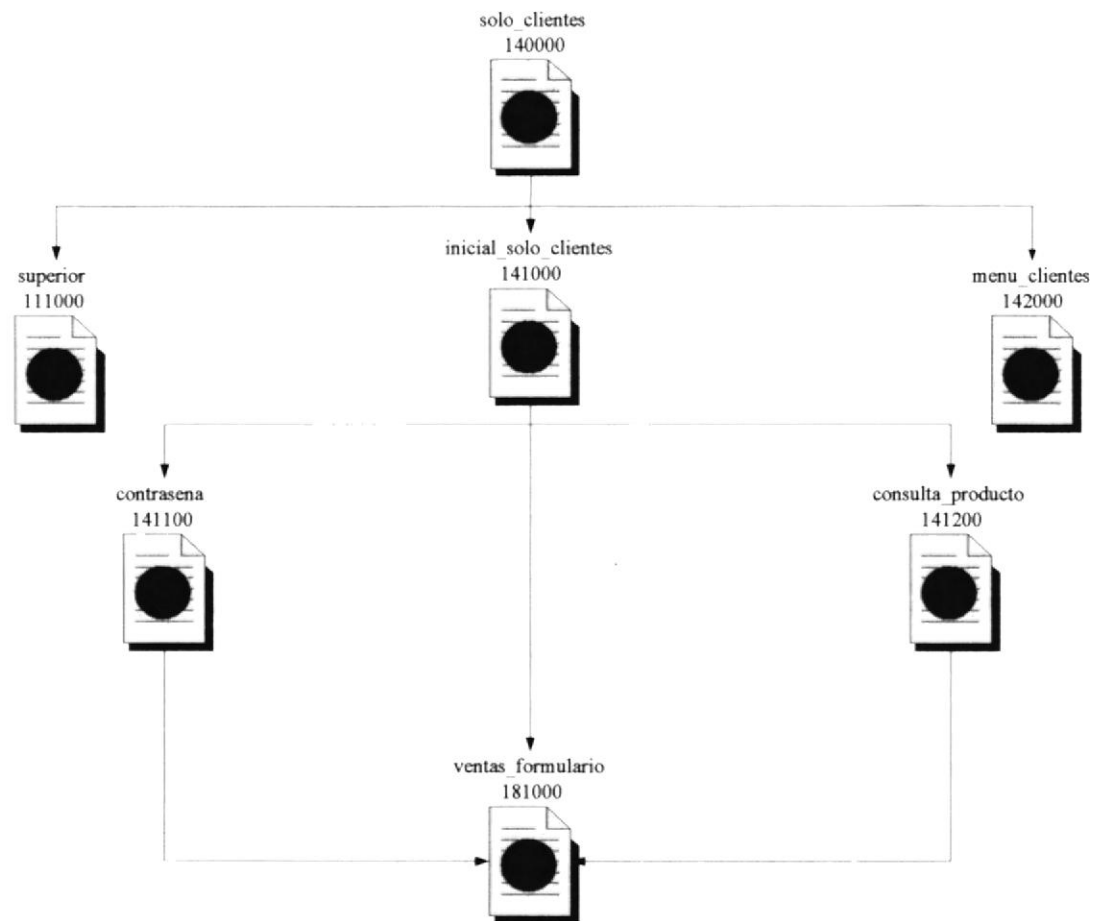 solo_clientes
140000
inicial_solo_clientes
141000
superior
111000
menu_clientes
142000
contrasena
141100
consulta_producto
141200
ventas_formulario
181000